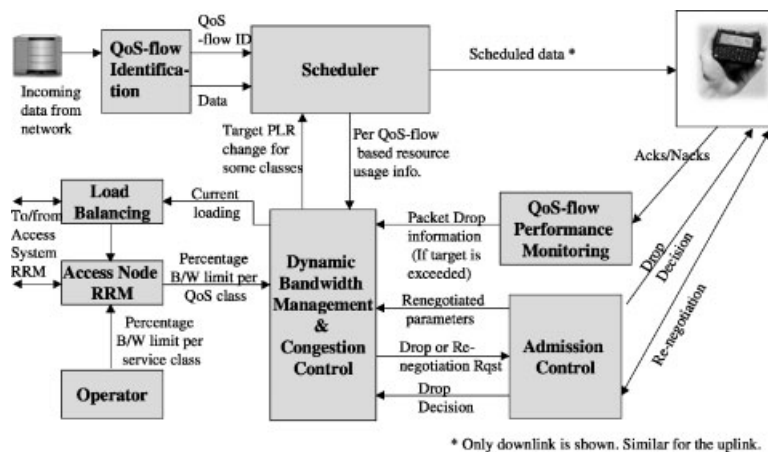 QoS
-flow ID
QoS-flow
Identifica-
tion
Data
Incoming
data from
network
Scheduler
Scheduled data *
Target PLR
change for
some classes
Per QoS-flow
based resource
usage info.
Acks/Nacks
Load
Balancing
Current
loading
To/from
Access
System
RRM
Access Node
RRM
Percentage
B/W limit per
QoS class
Percentage
B/W limit per
service class
Operator
Dynamic
Bandwidth
Management
&
Congestion
Control
Packet Drop
information
(If target is
exceeded)
QoS-flow
Performance
Monitoring
Renegotiated
parameters
Drop or Re-
negotiation Rqst
Drop
Decision
Admission
Control
Drop
Decision
Re-negotiation
* Only downlink is shown. Similar for the uplink.